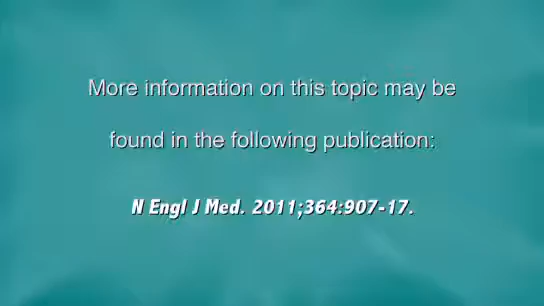 More information on this topic may be
found in the following publication:
N Engl J Med. 2011;364:907-17.